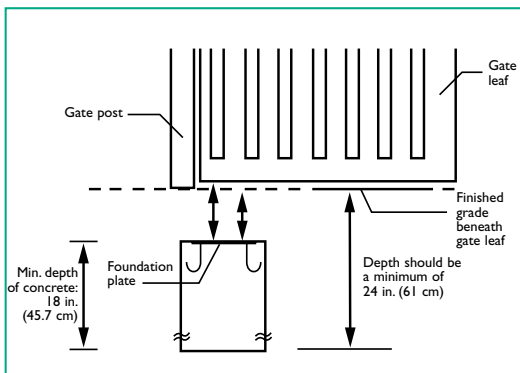 Gate
leaf
Gate post
Finished
grade
beneath
gate leaf
Foundation
plate
Min. depth
of concrete:
18 in.
(45.7 cm)
Depth should be
a minimum of
24 in. (61 cm)